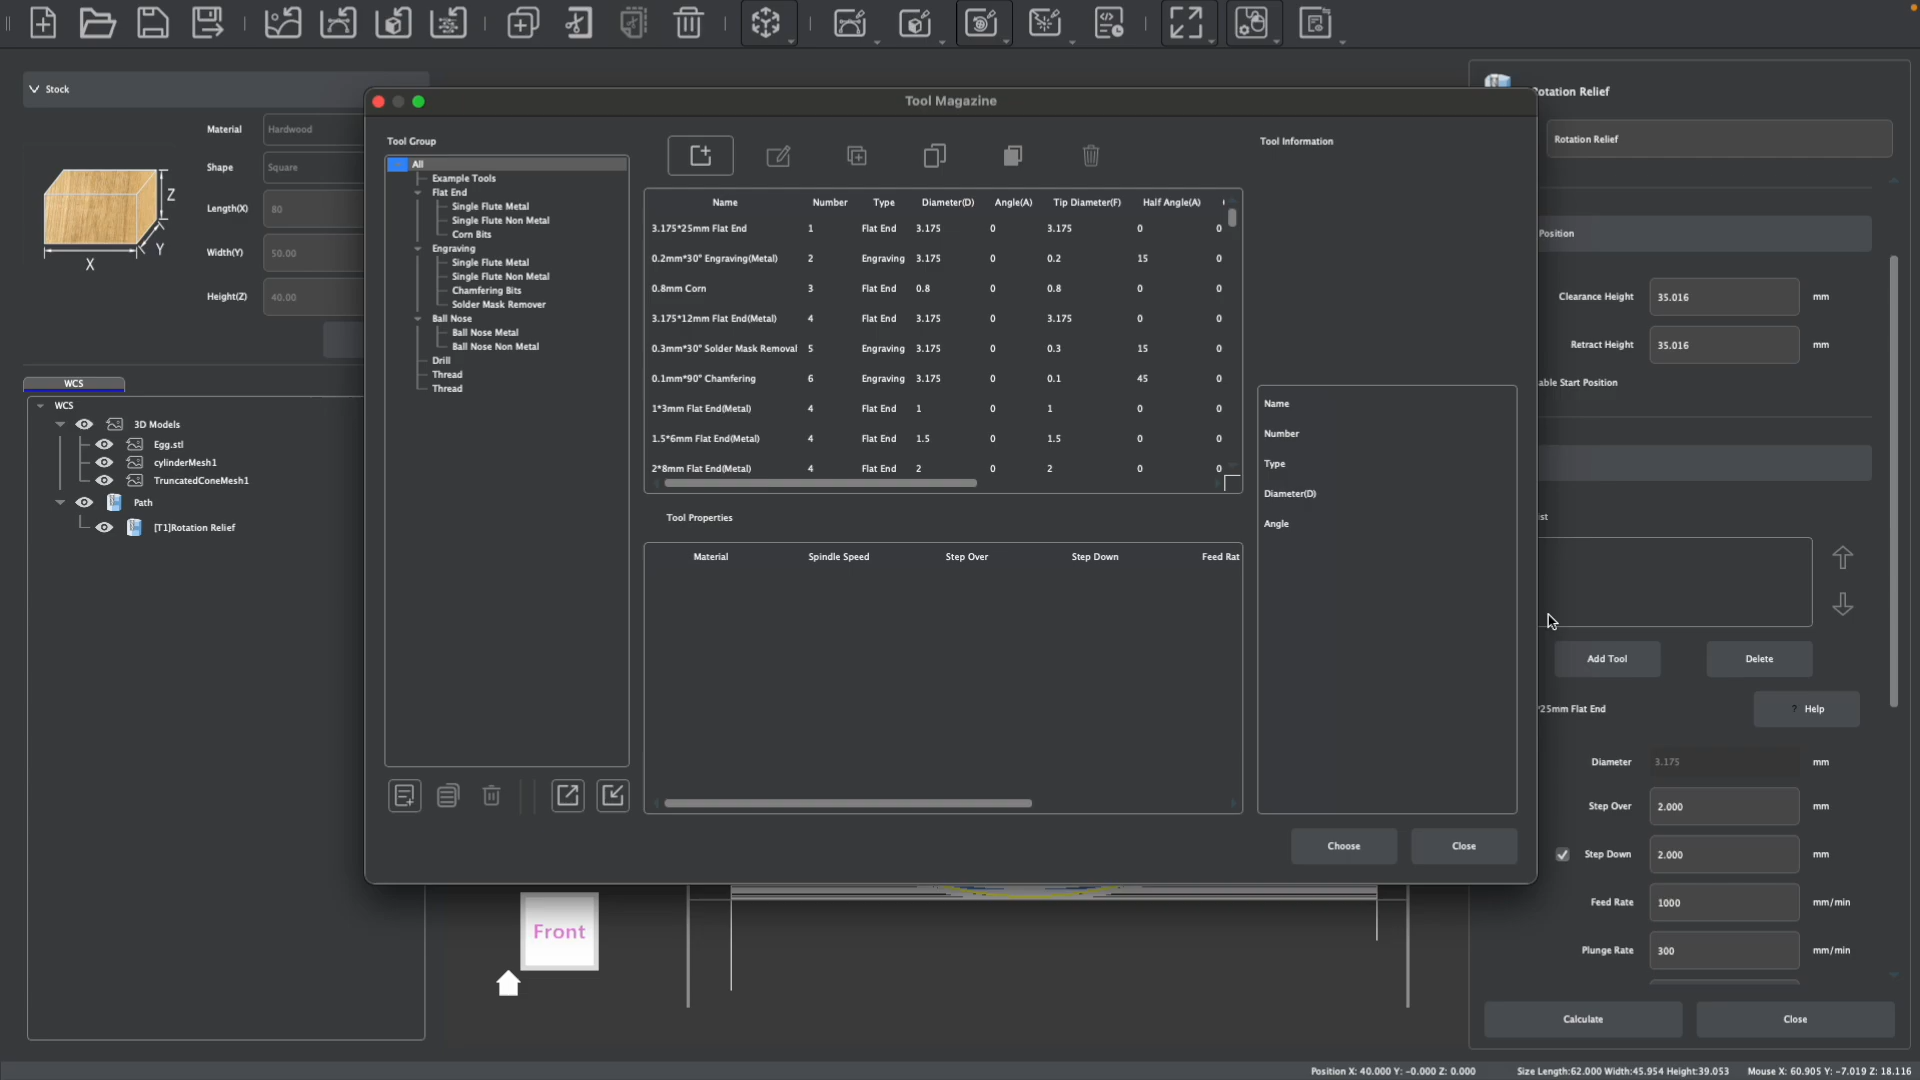 Stock
Material
Hardwood
Shape
Square
Length(X)
80
Width(Y)
50.00
Height(Z)
40.00
Z
Y
X
WCS
WCS
3D Models
Egg.stl
cylinderMesh1
TruncatedConeMesh1
Path
[T1]Rotation Relief
Tool Magazine
Tool Group
All
Example Tools
Flat End
Single Flute Metal
Single Flute Non Metal
Corn Bits
Engraving
Single Flute Metal
Single Flute Non Metal
Chamfering Bits
Solder Mask Remover
Ball Nose
Ball Nose Metal
Ball Nose Non Metal
Drill
Thread
Thread
Name Number Type Diameter(D) Angle(A) Tip Diameter(F) Half Angle(A)
3.175*25mm Flat End 1 Flat End 3.175 0 3.175 0 0
0.2mm*30° Engraving(Metal) 2 Engraving 3.175 0 0.2 15 0
0.8mm Corn 3 Flat End 0.8 0 0.8 0 0
3.175*12mm Flat End(Metal) 4 Flat End 3.175 0 3.175 0 0
0.3mm*30° Solder Mask Removal 5 Engraving 3.175 0 0.3 15 0
0.1mm*90° Chamfering 6 Engraving 3.175 0 0.1 45 0
1*3mm Flat End(Metal) 4 Flat End 1 0 1 0 0
1.5*6mm Flat End(Metal) 4 Flat End 1.5 0 1.5 0 0
2*8mm Flat End(Metal) 4 Flat End 2 0 2 0 0
Tool Properties
Material Spindle Speed Step Over Step Down Feed Rat
Tool Information
Name
Number
Type
Diameter(D)
Angle
Choose
Close
Rotation Relief
Rotation Relief
Position
Clearance Height 35.016 mm
Retract Height 35.016 mm
able Start Position
ist
Add Tool
Delete
*25mm Flat End
? Help
Diameter 3.175 mm
Step Over 2.000 mm
Step Down 2.000 mm
Feed Rate 1000 mm/min
Plunge Rate 300 mm/min
Calculate
Close
Front
Position X: 40.000 Y: -0.000 Z: 0.000
Size Length:62.000 Width:45.954 Height:39.053
Mouse X: 60.905 Y: -7.019 Z: 18.116